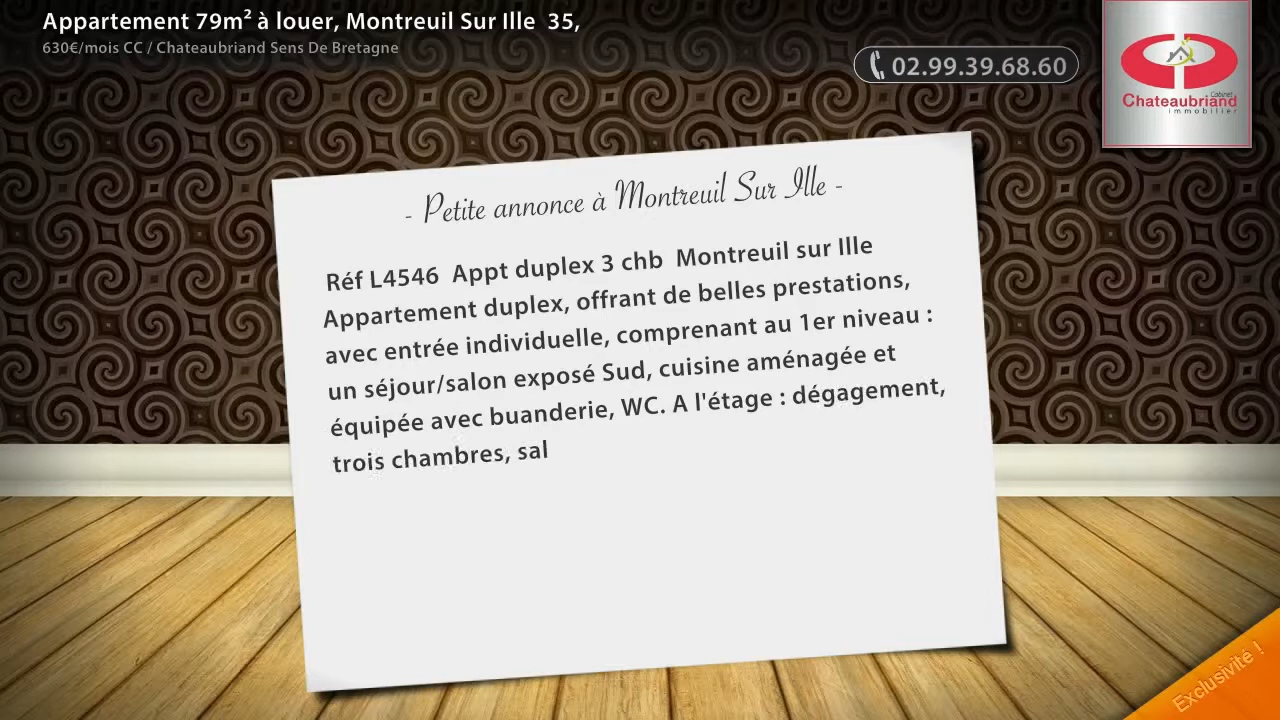 Appartement 79m² à louer, Montreuil Sur Ille  35,
630€/mois CC / Chateaubriand Sens De Bretagne
02.99.39.68.60
Cabinet
Chateaubriand
immobilier
- Petite annonce à Montreuil Sur Ille -
Réf L4546  Appt duplex 3 chb  Montreuil sur Ille
Appartement duplex, offrant de belles prestations,
avec entrée individuelle, comprenant au 1er niveau :
un séjour/salon exposé Sud, cuisine aménagée et
équipée avec buanderie, WC. A l'étage : dégagement,
trois chambres, sal
Exclusivité !